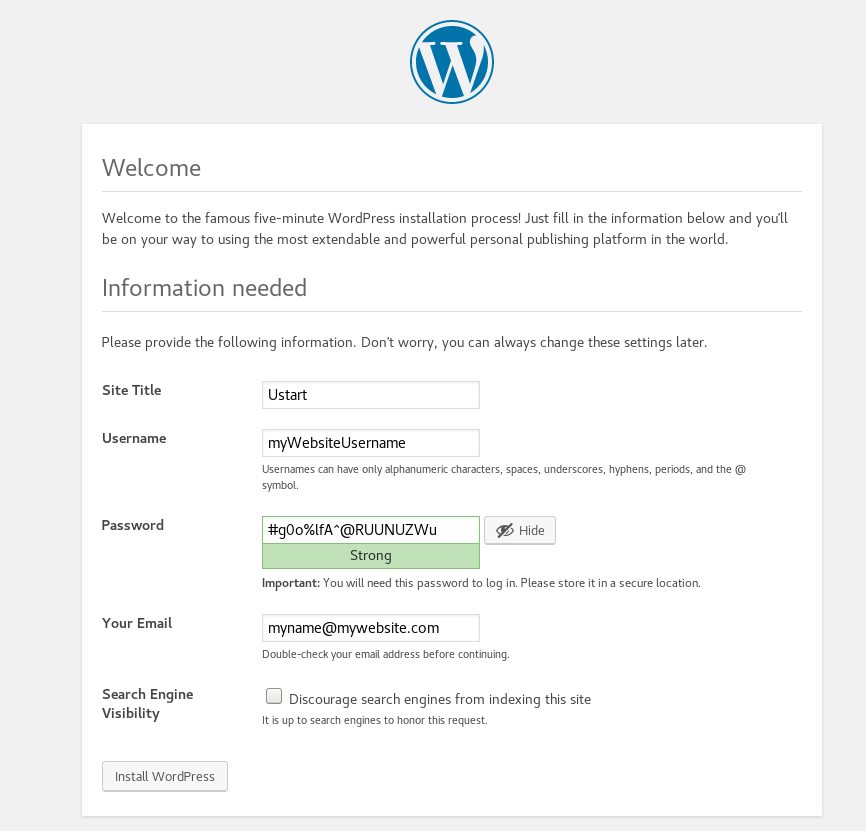 Welcome
Welcome to the famous five-minute WordPress installation process! Just fill in the information below and you'll
be on your way to using the most extendable and powerful personal publishing platform in the world.
Information needed
Please provide the following information. Don't worry, you can always change these settings later.
Site Title
Ustart
Username
myWebsiteUsername
Usernames can have only alphanumeric characters, spaces, underscores, hyphens, periods, and the @
symbol.
Password
#g0o%lfA^@RUUNUZWu
Hide
Strong
Important: You will need this password to log in. Please store it in a secure location.
Your Email
myname@mywebsite.com
Double-check your email address before continuing.
Search Engine
Visibility
Discourage search engines from indexing this site
It is up to search engines to honor this request.
Install WordPress